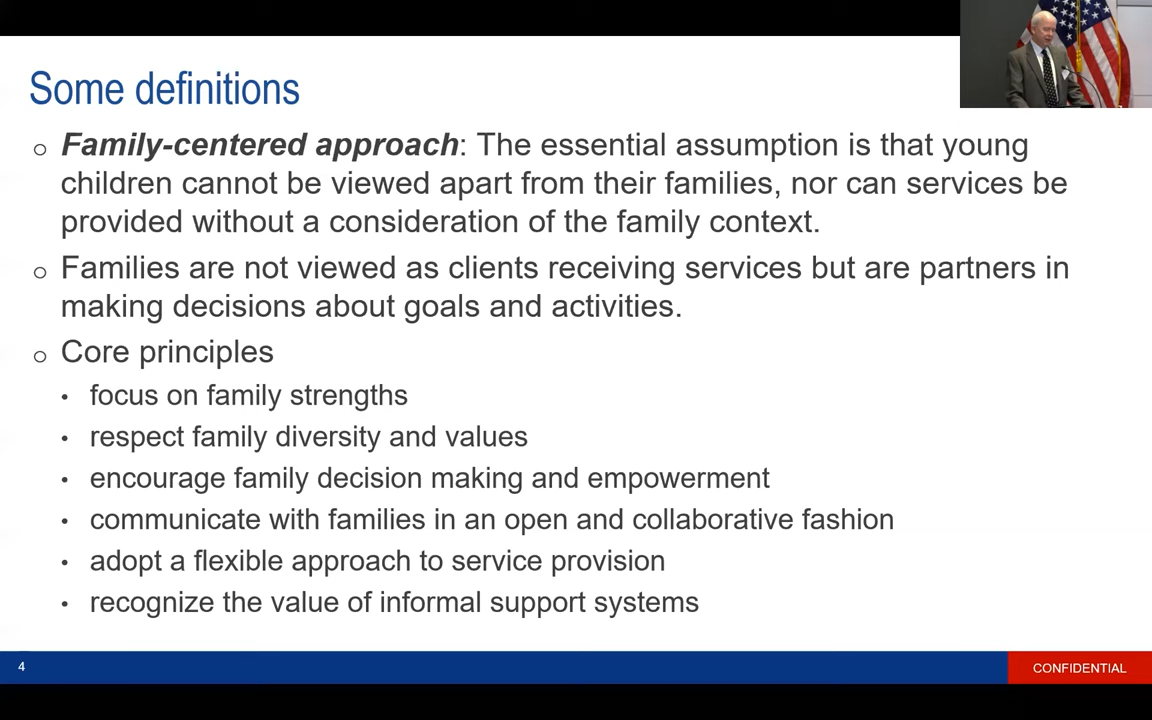 Some definitions
o Family-centered approach: The essential assumption is that young
children cannot be viewed apart from their families, nor can services be
provided without a consideration of the family context.
o Families are not viewed as clients receiving services but are partners in
making decisions about goals and activities.
o Core principles
• focus on family strengths
• respect family diversity and values
• encourage family decision making and empowerment
• communicate with families in an open and collaborative fashion
• adopt a flexible approach to service provision
• recognize the value of informal support systems
4
CONFIDENTIAL